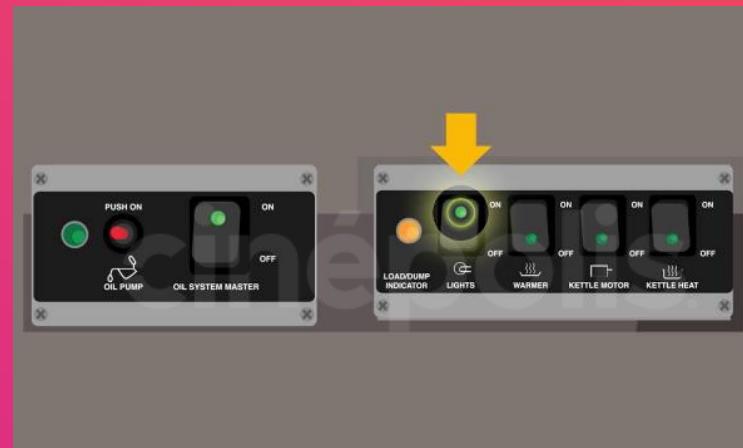 PUSH ON
ON
OFF
OIL PUMP
OIL SYSTEM MASTER
ON
OFF
ON
OFF
ON
OFF
ON
OFF
LOAD/DUMP
INDICATOR
LIGHTS
WARMER
KETTLE MOTOR
KETTLE HEAT
cinépolis